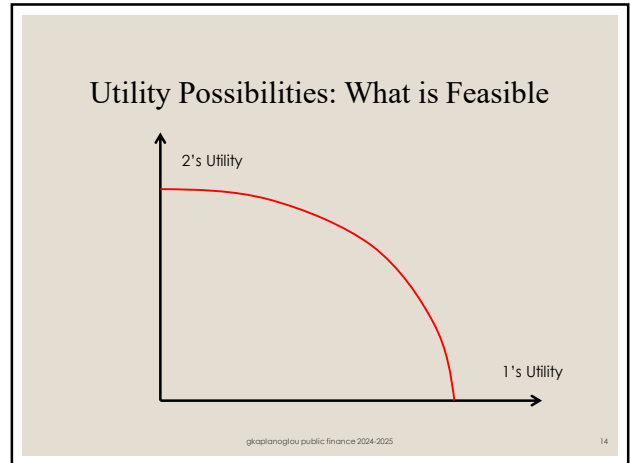 Utility Possibilities: What is Feasible
2's Utility
1's Utility
gkaplanoglou public finance 2024-2025
14